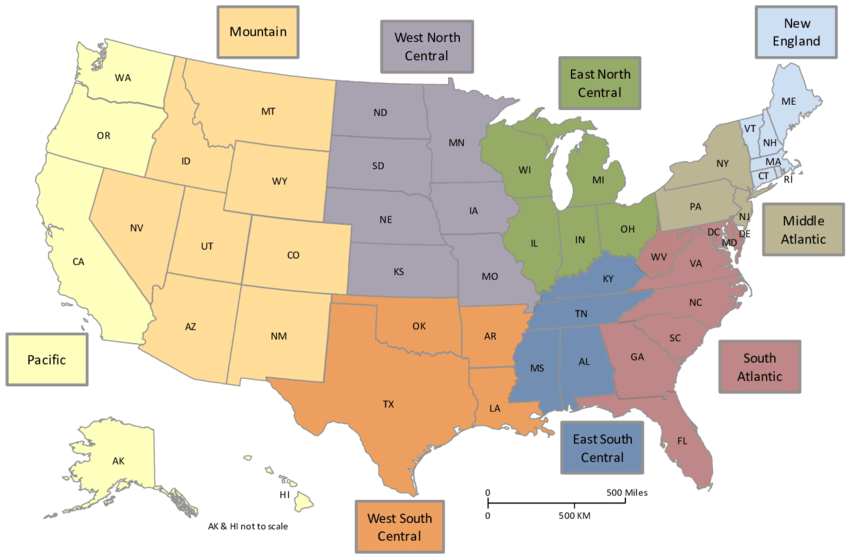 Mountain
West North
Central
New
England
East North
Central
WA
MT
ND
ME
OR
MN
VT
NH
ID
SD
WI
NY
MA
WY
MI
CT
RI
NE
IA
PA
NV
UT
CO
IL
IN
OH
NJ
Middle
Atlantic
CA
KS
MO
WV
DC
DE
MD
VA
KY
AZ
NM
OK
AR
TN
NC
SC
MS
AL
GA
Pacific
South
Atlantic
TX
LA
FL
East South
Central
AK
HI
AK & HI not to scale
0
500 Miles
0
500 KM
West South
Central